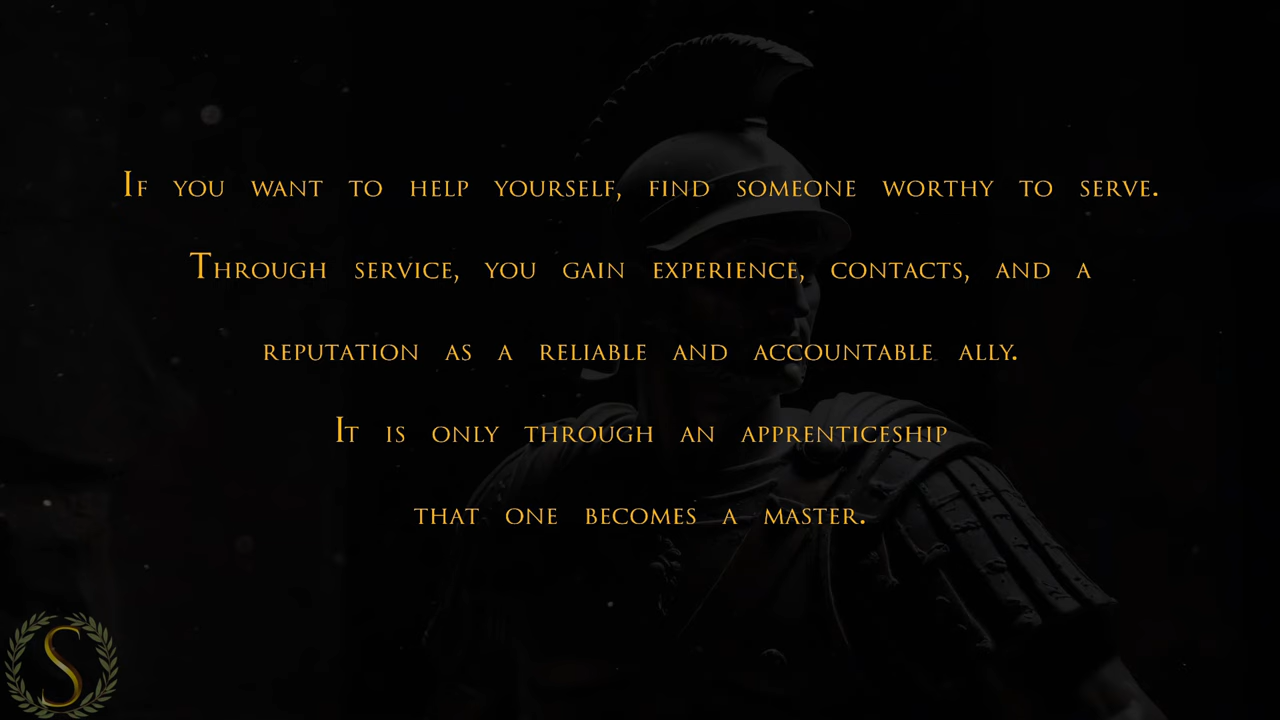 If you want to help yourself, find someone worthy to serve.
Through service, you gain experience, contacts, and a
reputation as a reliable and accountable ally.
It is only through an apprenticeship
that one becomes a master.
S